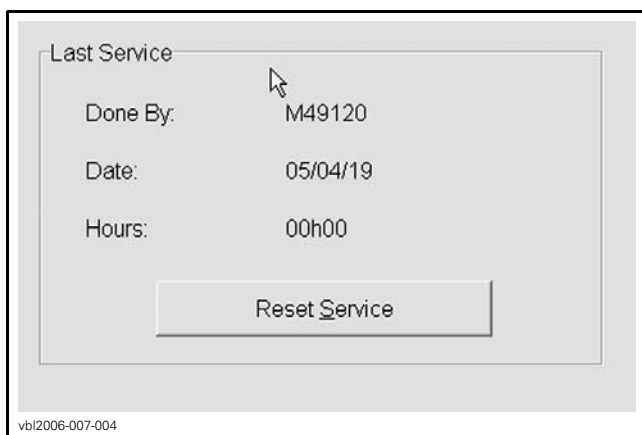 Last Service
Done By: M49120
Date: 05/04/19
Hours: 00h00
Reset Service
vbl2006-007-004